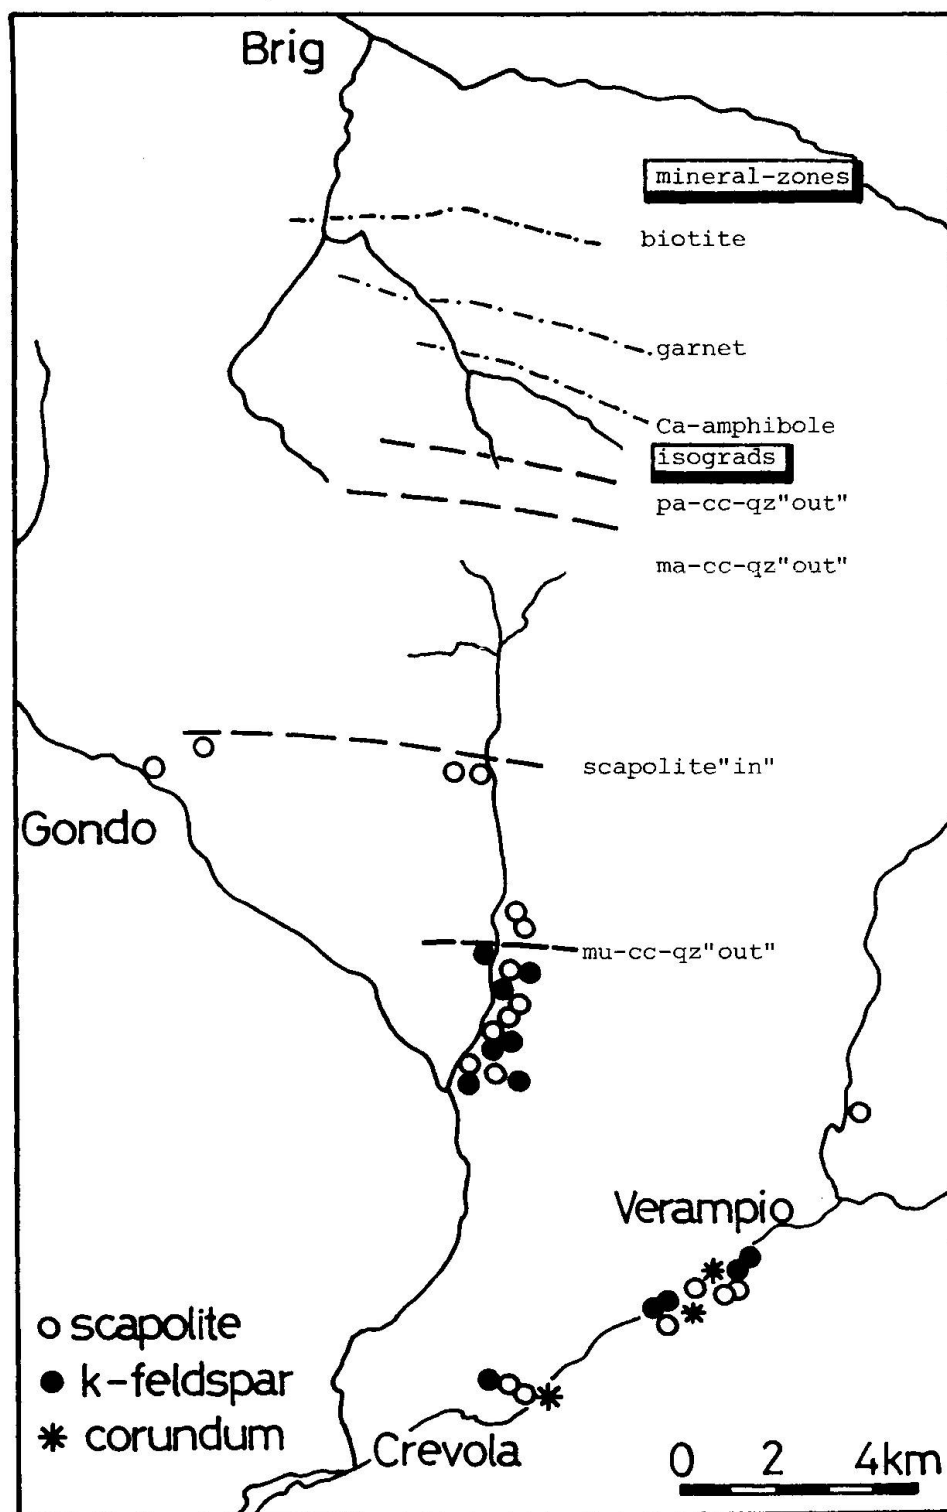 Brig
mineral-zones
biotite
garnet
Ca-amphibole
isograds
pa-cc-qz"out"
ma-cc-qz"out"
scapolite"in"
Gondo
mu-cc-qz"out"
Verampio
scapolite
k-feldspar
corundum
Crevola
0 2 4km